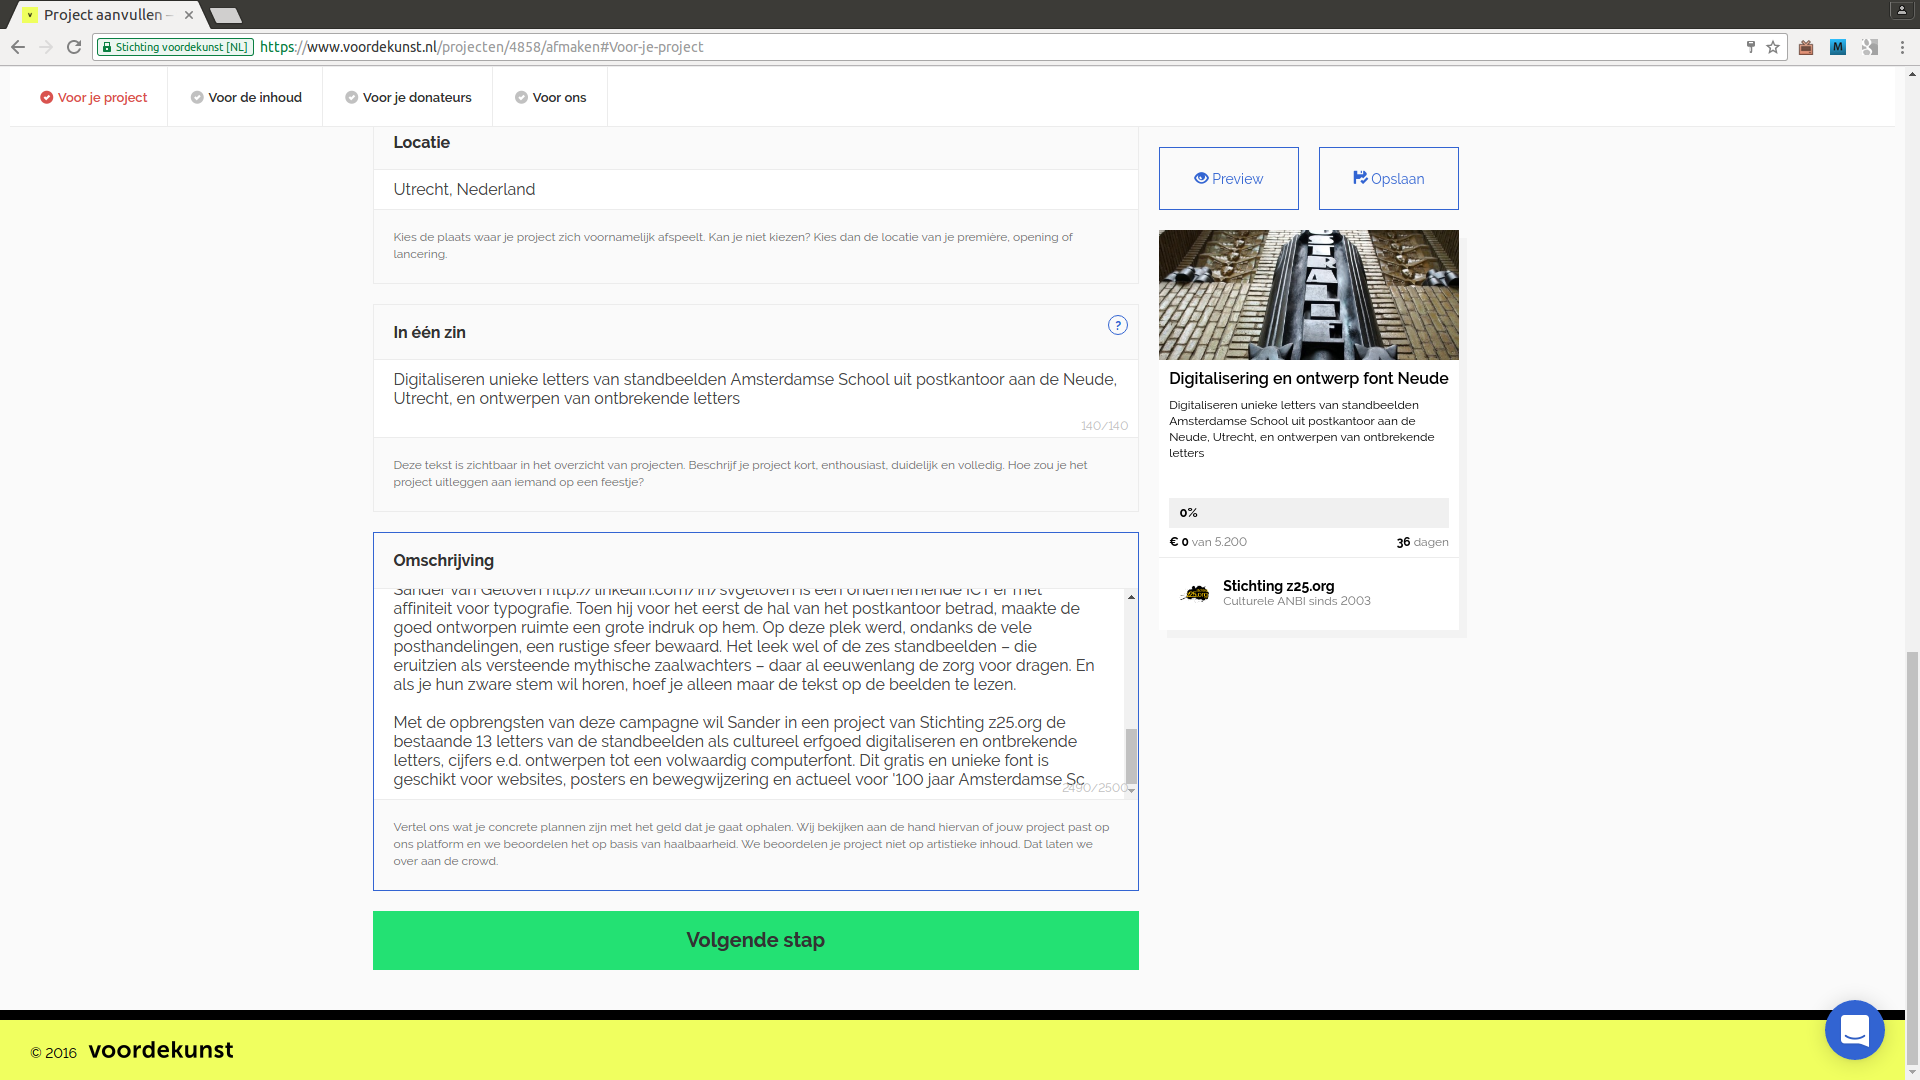 Project aanvullen –
Stichting voordekunst [NL]
https://www.voordekunst.nl/projecten/4858/afmaken#Voor-je-project
Voor je project
Voor de inhoud
Voor je donateurs
Voor ons
Locatie
Utrecht, Nederland
Kies de plaats waar je project zich voornamelijk afspeelt. Kan je niet kiezen? Kies dan de locatie van je première, opening of
lancering.
In één zin
?
Digitaliseren unieke letters van standbeelden Amsterdamse School uit postkantoor aan de Neude,
Utrecht, en ontwerpen van ontbrekende letters
140/140
Deze tekst is zichtbaar in het overzicht van projecten. Beschrijf je project kort, enthousiast, duidelijk en volledig. Hoe zou je het
project uitleggen aan iemand op een feestje?
Omschrijving
Sander van Geloven http://linkedin.com/in/svgeloven is een ondernemende ICT'er met
affiniteit voor typografie. Toen hij voor het eerst de hal van het postkantoor betrad, maakte de
goed ontworpen ruimte een grote indruk op hem. Op deze plek werd, ondanks de vele
posthandelingen, een rustige sfeer bewaard. Het leek wel of de zes standbeelden – die
eruitzien als versteende mythische zaalwachters – daar al eeuwenlang de zorg voor dragen. En
als je hun zware stem wil horen, hoef je alleen maar de tekst op de beelden te lezen.
Met de opbrengsten van deze campagne wil Sander in een project van Stichting z25.org de
bestaande 13 letters van de standbeelden als cultureel erfgoed digitaliseren en ontbrekende
letters, cijfers e.d. ontwerpen tot een volwaardig computerfont. Dit gratis en unieke font is
geschikt voor websites, posters en bewegwijzering en actueel voor '100 jaar Amsterdamse Sc
2490/2500
Vertel ons wat je concrete plannen zijn met het geld dat je gaat ophalen. Wij bekijken aan de hand hiervan of jouw project past op
ons platform en we beoordelen het op basis van haalbaarheid. We beoordelen je project niet op artistieke inhoud. Dat laten we
over aan de crowd.
Volgende stap
Preview
Opslaan
Digitalisering en ontwerp font Neude
Digitaliseren unieke letters van standbeelden
Amsterdamse School uit postkantoor aan de
Neude, Utrecht, en ontwerpen van ontbrekende
letters
0%
€ 0 van 5.200
36 dagen
Stichting z25.org
Culturele ANBI sinds 2003
© 2016 voordekunst